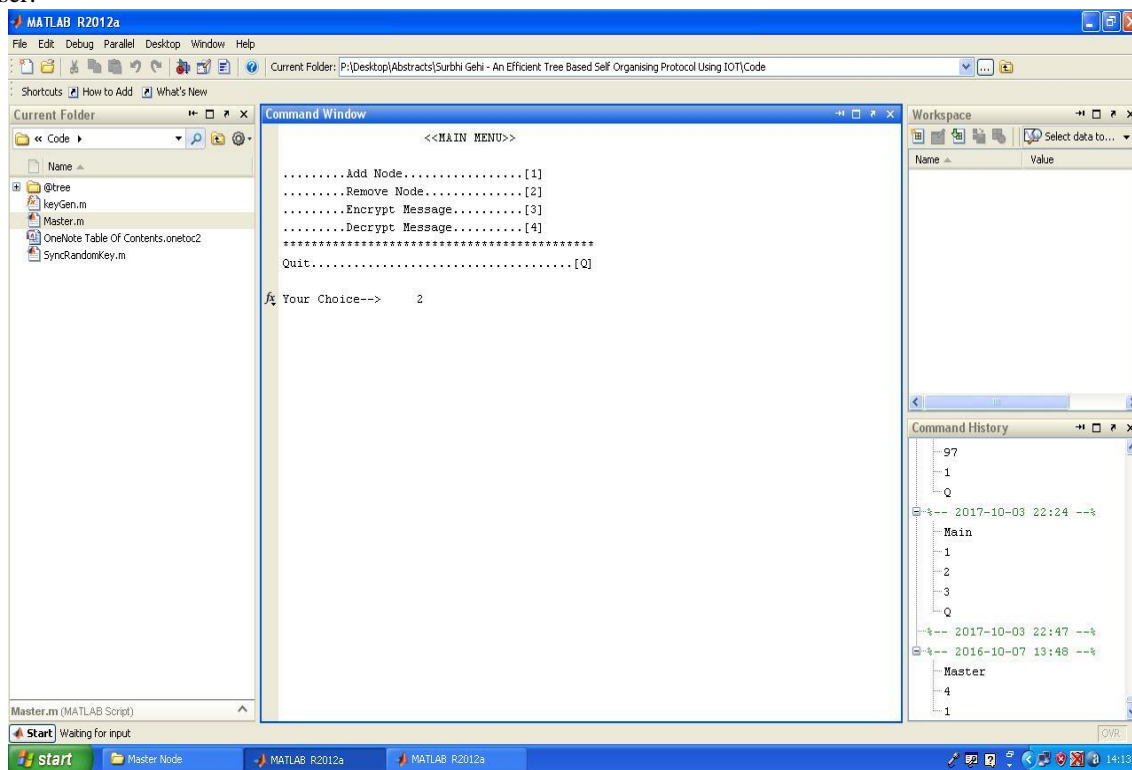 ser.
MATLAB R2012a
File Edit Debug Parallel Desktop Window Help
Current Folder: P:\Desktop\Abstracts\Surbhi Gehi - An Efficient Tree Based Self Organising Protocol Using IOT\Code
Shortcuts How to Add What's New
Current Folder
« Code
Name
@tree
keyGen.m
Master.m
OneNote Table Of Contents.onetoc2
SyncRandomKey.m
Master.m (MATLAB Script)
Command Window
<<MAIN MENU>>
.........Add Node.................[1]
.........Remove Node..............[2]
.........Encrypt Message..........[3]
.........Decrypt Message..........[4]
********************************************
Quit.....................................[Q]
fx Your Choice--> 2
Workspace
Select data to...
Name Value
Command History
97
1
Q
%-- 2017-10-03 22:24 --%
Main
1
2
3
Q
%-- 2017-10-03 22:47 --%
%-- 2016-10-07 13:48 --%
Master
4
1
Start Waiting for input
OVR
start Master Node MATLAB R2012a MATLAB R2012a 14:13